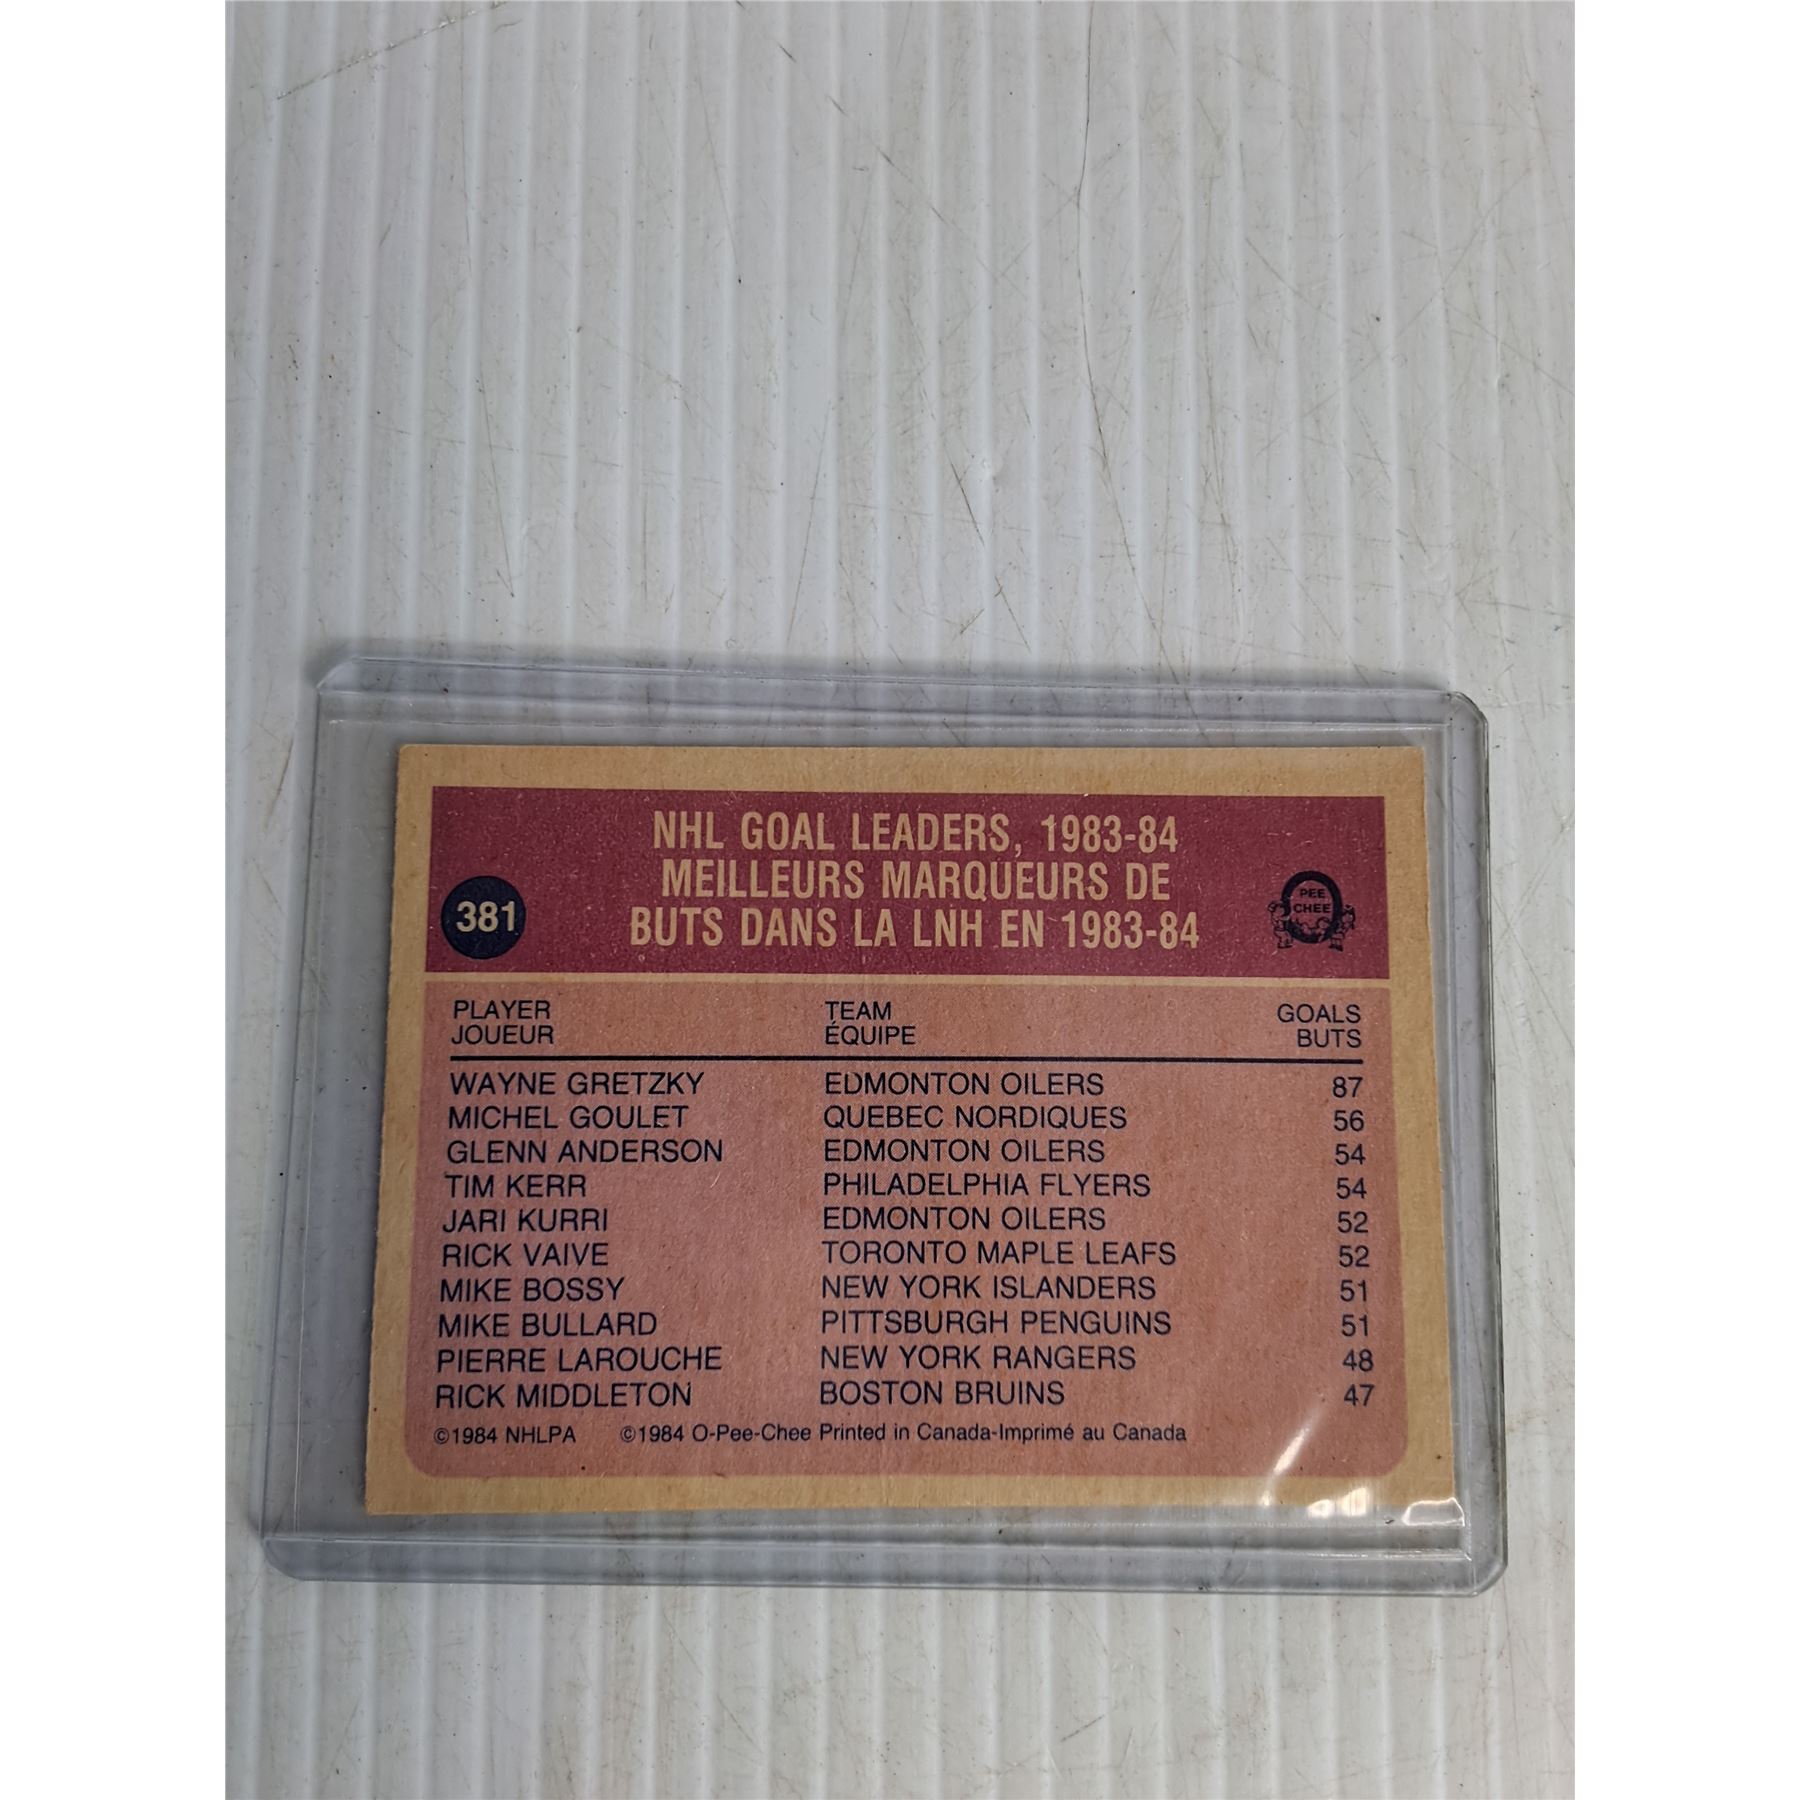 NHL GOAL LEADERS, 1983-84
MEILLEURS MARQUEURS DE
BUTS DANS LA LNH EN 1983-84
381
PEE
CHEE
PLAYER TEAM GOALS
JOUEUR ÉQUIPE BUTS
WAYNE GRETZKY EDMONTON OILERS 87
MICHEL GOULET QUEBEC NORDIQUES 56
GLENN ANDERSON EDMONTON OILERS 54
TIM KERR PHILADELPHIA FLYERS 54
JARI KURRI EDMONTON OILERS 52
RICK VAIVE TORONTO MAPLE LEAFS 52
MIKE BOSSY NEW YORK ISLANDERS 51
MIKE BULLARD PITTSBURGH PENGUINS 51
PIERRE LAROUCHE NEW YORK RANGERS 48
RICK MIDDLETON BOSTON BRUINS 47
©1984 NHLPA ©1984 O-Pee-Chee Printed in Canada-Imprimé au Canada